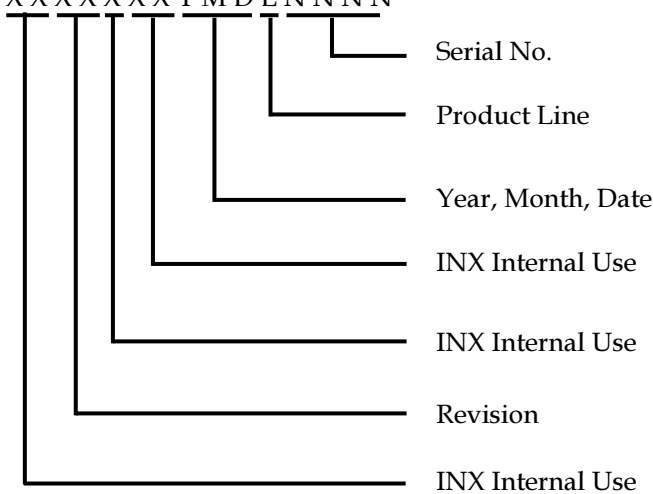 X X X X X X X Y M D L N N N N
Serial No.
Product Line
Year, Month, Date
INX Internal Use
INX Internal Use
Revision
INX Internal Use